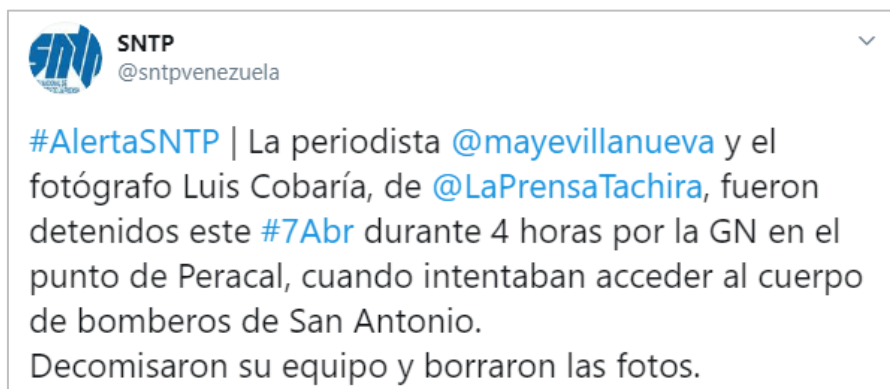 SNTP
@sntpvenezuela
#AlertaSNTP | La periodista @mayevillanueva y el
fotógrafo Luis Cobaría, de @LaPrensaTachira, fueron
detenidos este #7Abr durante 4 horas por la GN en el
punto de Peracal, cuando intentaban acceder al cuerpo
de bomberos de San Antonio.
Decomisaron su equipo y borraron las fotos.